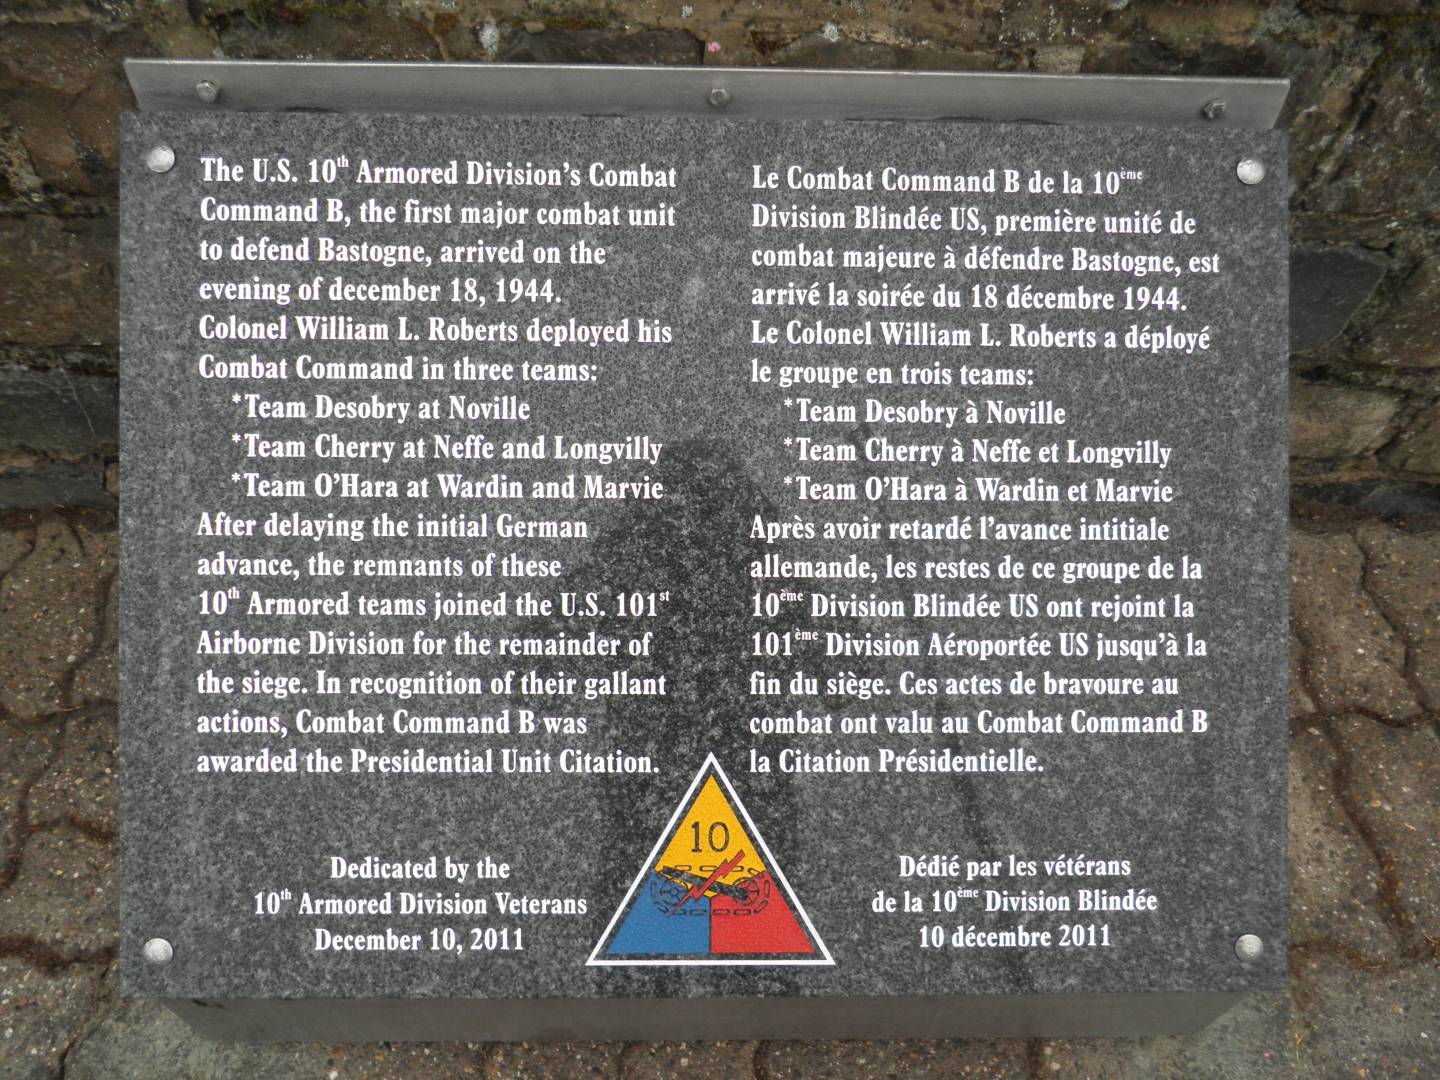 The U.S. 10th Armored Division's Combat
Command B, the first major combat unit
to defend Bastogne, arrived on the
evening of december 18, 1944.
Colonel William L. Roberts deployed his
Combat Command in three teams:
*Team Desobry at Noville
*Team Cherry at Neffe and Longvilly
*Team O'Hara at Wardin and Marvie
After delaying the initial German
advance, the remnants of these
10th Armored teams joined the U.S. 101st
Airborne Division for the remainder of
the siege. In recognition of their gallant
actions, Combat Command B was
awarded the Presidential Unit Citation.
Dedicated by the
10th Armored Division Veterans
December 10, 2011
Le Combat Command B de la 10ème
Division Blindée US, première unité de
combat majeure à défendre Bastogne, est
arrivé la soirée du 18 décembre 1944.
Le Colonel William L. Roberts a déployé
le groupe en trois teams:
*Team Desobry à Noville
*Team Cherry à Neffe et Longvilly
*Team O'Hara à Wardin et Marvie
Après avoir retardé l'avance intitiale
allemande, les restes de ce groupe de la
10ème Division Blindée US ont rejoint la
101ème Division Aéroportée US jusqu'à la
fin du siège. Ces actes de bravoure au
combat ont valu au Combat Command B
la Citation Présidentielle.
Dédié par les vétérans
de la 10ème Division Blindée
10 décembre 2011
10